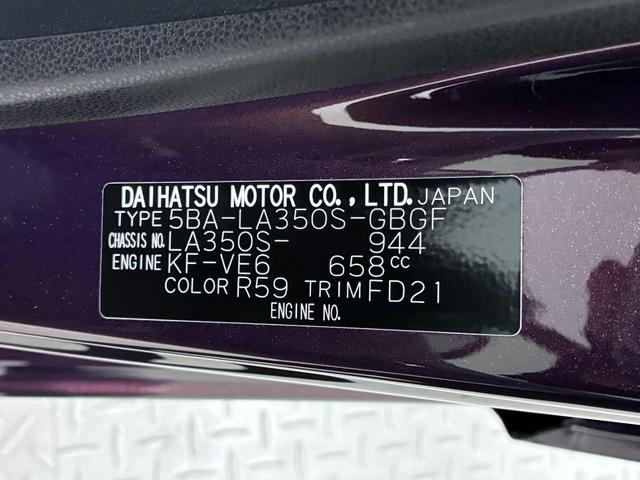 DAIHATSU MOTOR CO., LTD. JAPAN
TYPE 5BA-LA350S-GBGF
CHASSIS NO. LA350S- 944
ENGINE KF-VE6 658cc
COLOR R59 TRIM FD21
ENGINE NO.